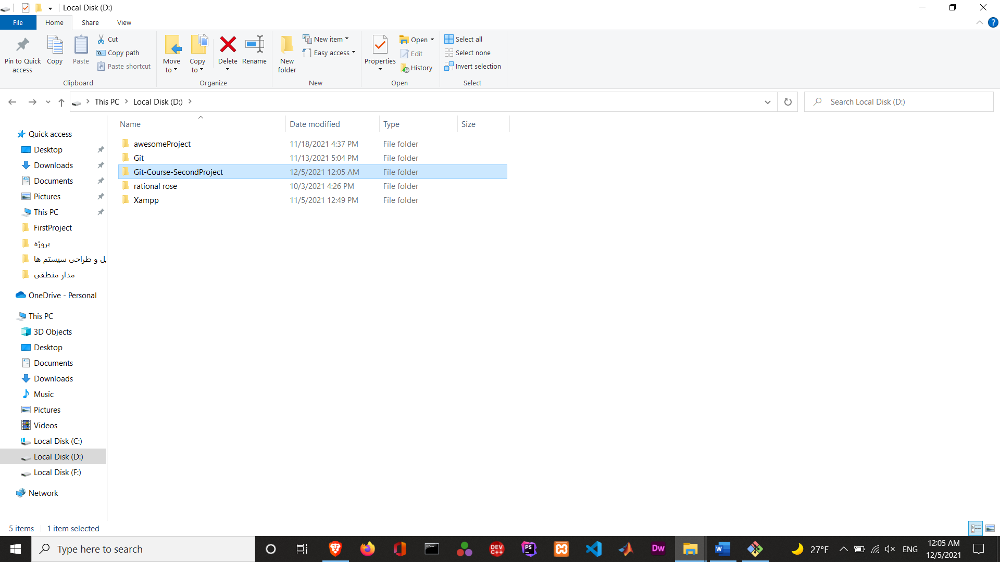 Local Disk (D:)
File Home Share View
Pin to Quick access
Copy
Paste
Cut
Copy path
Paste shortcut
Clipboard
Move to
Copy to
Delete
Rename
Organize
New folder
New item
Easy access
New
Properties
Open
Edit
History
Open
Select all
Select none
Invert selection
Select
This PC Local Disk (D:)
Search Local Disk (D:)
Quick access
Desktop
Downloads
Documents
Pictures
This PC
FirstProject
پروژه
یل و طراحی سیستم ها
مدار منطقی
OneDrive - Personal
This PC
3D Objects
Desktop
Documents
Downloads
Music
Pictures
Videos
Local Disk (C:)
Local Disk (D:)
Local Disk (F:)
Network
Name Date modified Type Size
awesomeProject 11/18/2021 4:37 PM File folder
Git 11/13/2021 5:04 PM File folder
Git-Course-SecondProject 12/5/2021 12:05 AM File folder
rational rose 10/3/2021 4:26 PM File folder
Xampp 11/5/2021 12:49 PM File folder
5 items 1 item selected
Type here to search
DEV C++
PS
Dw
W
27°F
ENG
12:05 AM
12/5/2021